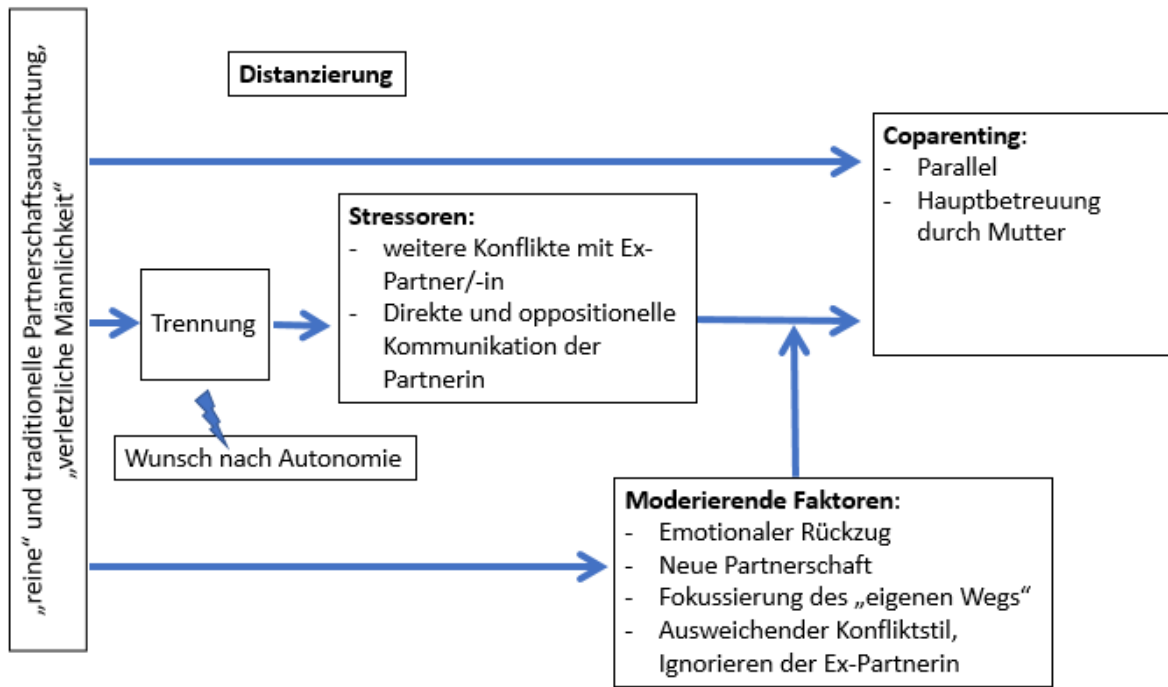 „reine“ und traditionelle Partnerschaftsausrichtung,
„verletzliche Männlichkeit“
Distanzierung
Coparenting:
- Parallel
- Hauptbetreuung
durch Mutter
Stressoren:
- weitere Konflikte mit Ex-
Partner/-in
- Direkte und oppositionelle
Kommunikation der
Partnerin
Trennung
Wunsch nach Autonomie
Moderierende Faktoren:
- Emotionaler Rückzug
- Neue Partnerschaft
- Fokussierung des „eigenen Wegs“
- Ausweichender Konfliktstil,
Ignorieren der Ex-Partnerin